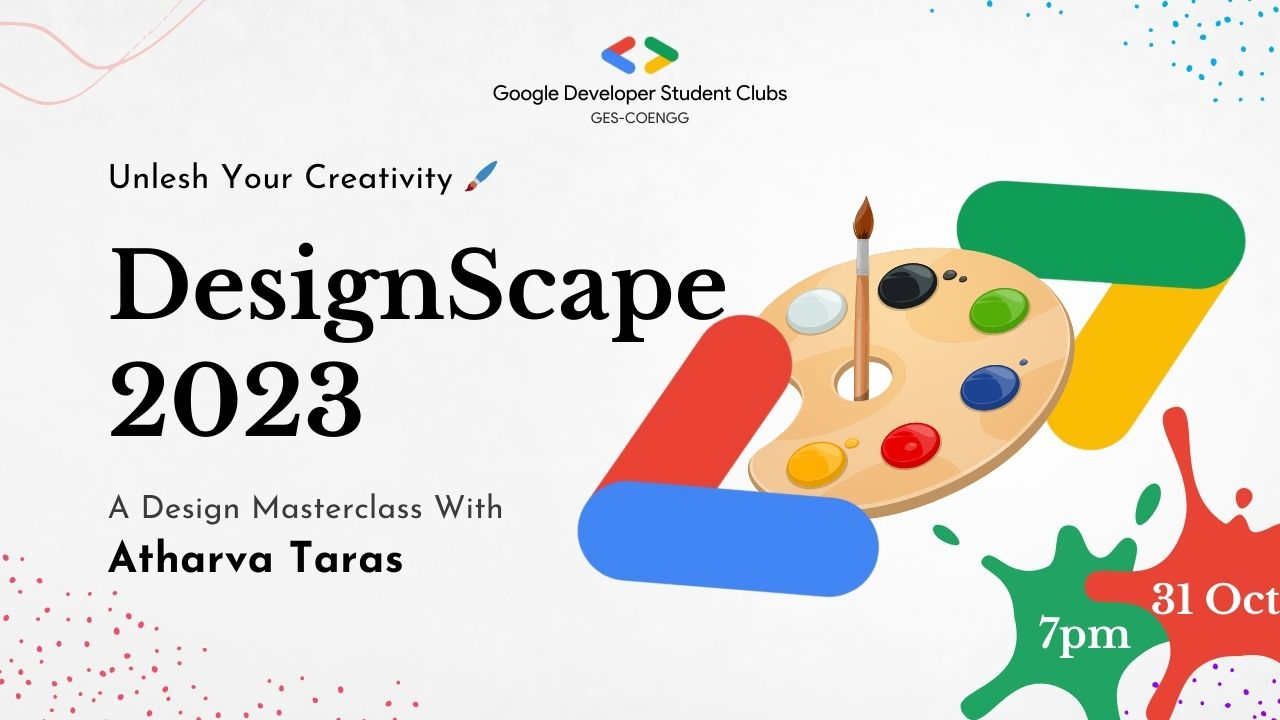 Google Developer Student Clubs
GES-COENGG
Unlesh Your Creativity
DesignScape
2023
A Design Masterclass With
Atharva Taras
31 Oct
7pm